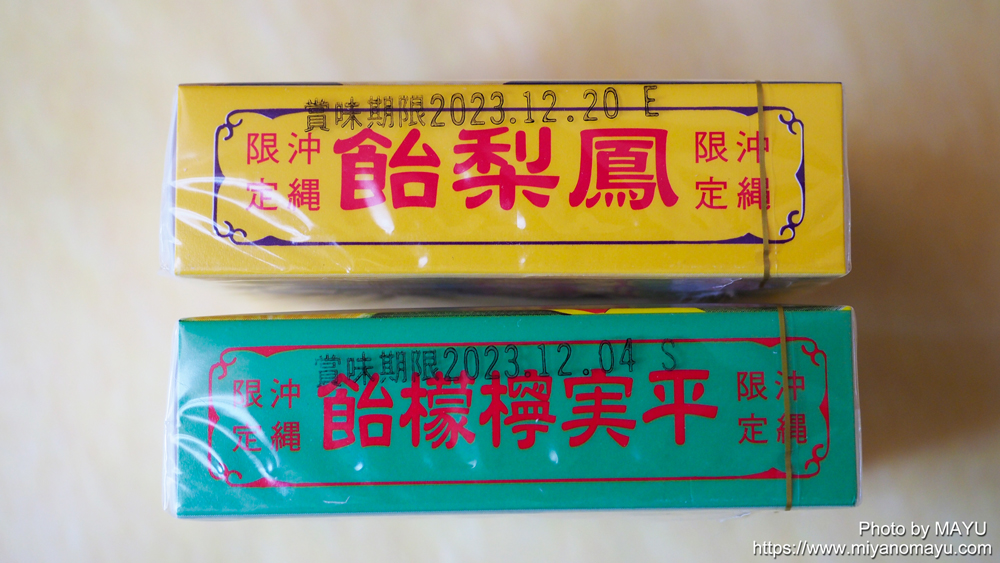 賞味期限2023.12.20 E
沖縄
限定
鳳梨飴
沖縄
限定
賞味期限2023.12.04 S
沖縄
限定
平実檸檬飴
沖縄
限定
Photo by MAYU
https://www.miyanomayu.com